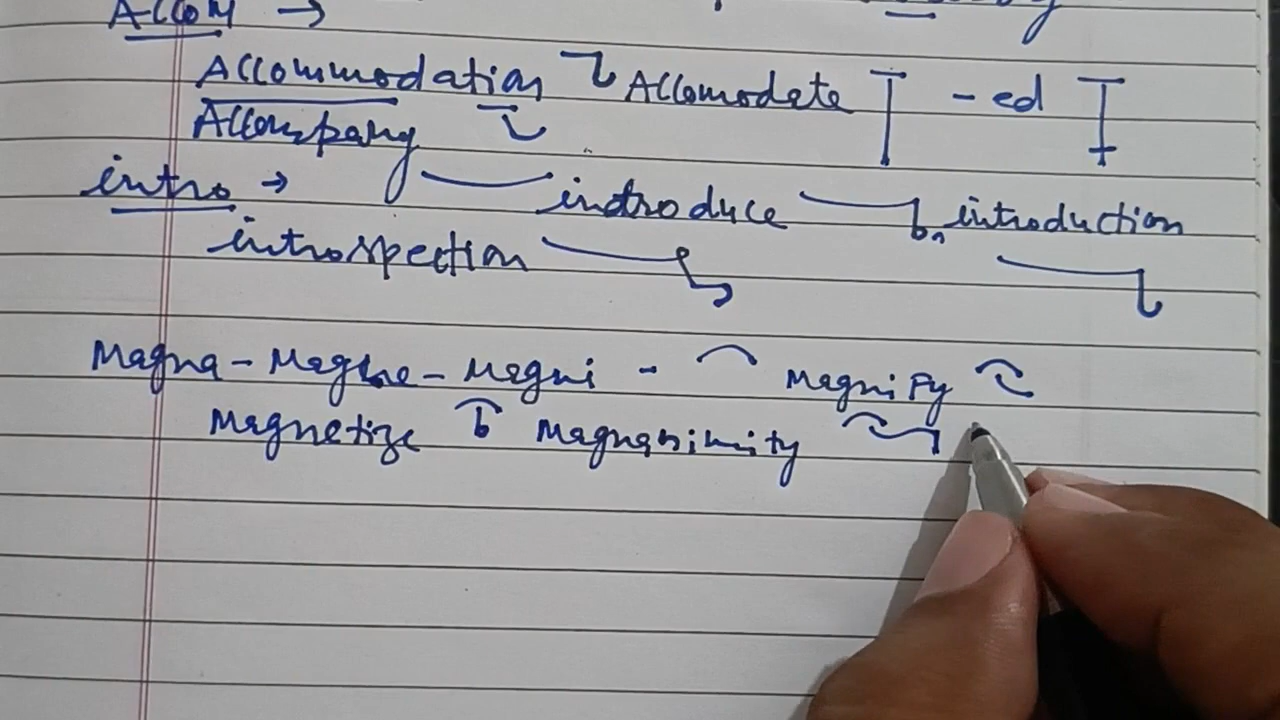 Accom →
Accommodation Accomodate - ed
Accompany
intro → introduce introduction
introspection
Magna - Magne - Magni - Magnify
Magnetize Magnanimity